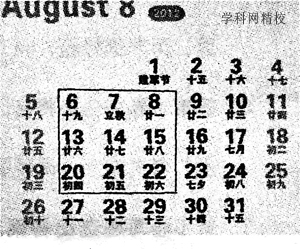 August 8 2012
学科网精校
1 2 3 4
建军节 十五 十六 十七
5 6 7 8 9 10 11
十八 十九 立秋 廿一 廿二 廿三 廿四
12 13 14 15 16 17 18
廿五 廿六 廿七 廿八 廿九 七月 初二
19 20 21 22 23 24 25
初三 初四 初五 初六 七夕 初八 初九
26 27 28 29 30 31
初十 十一 十二 十三 十四 十五